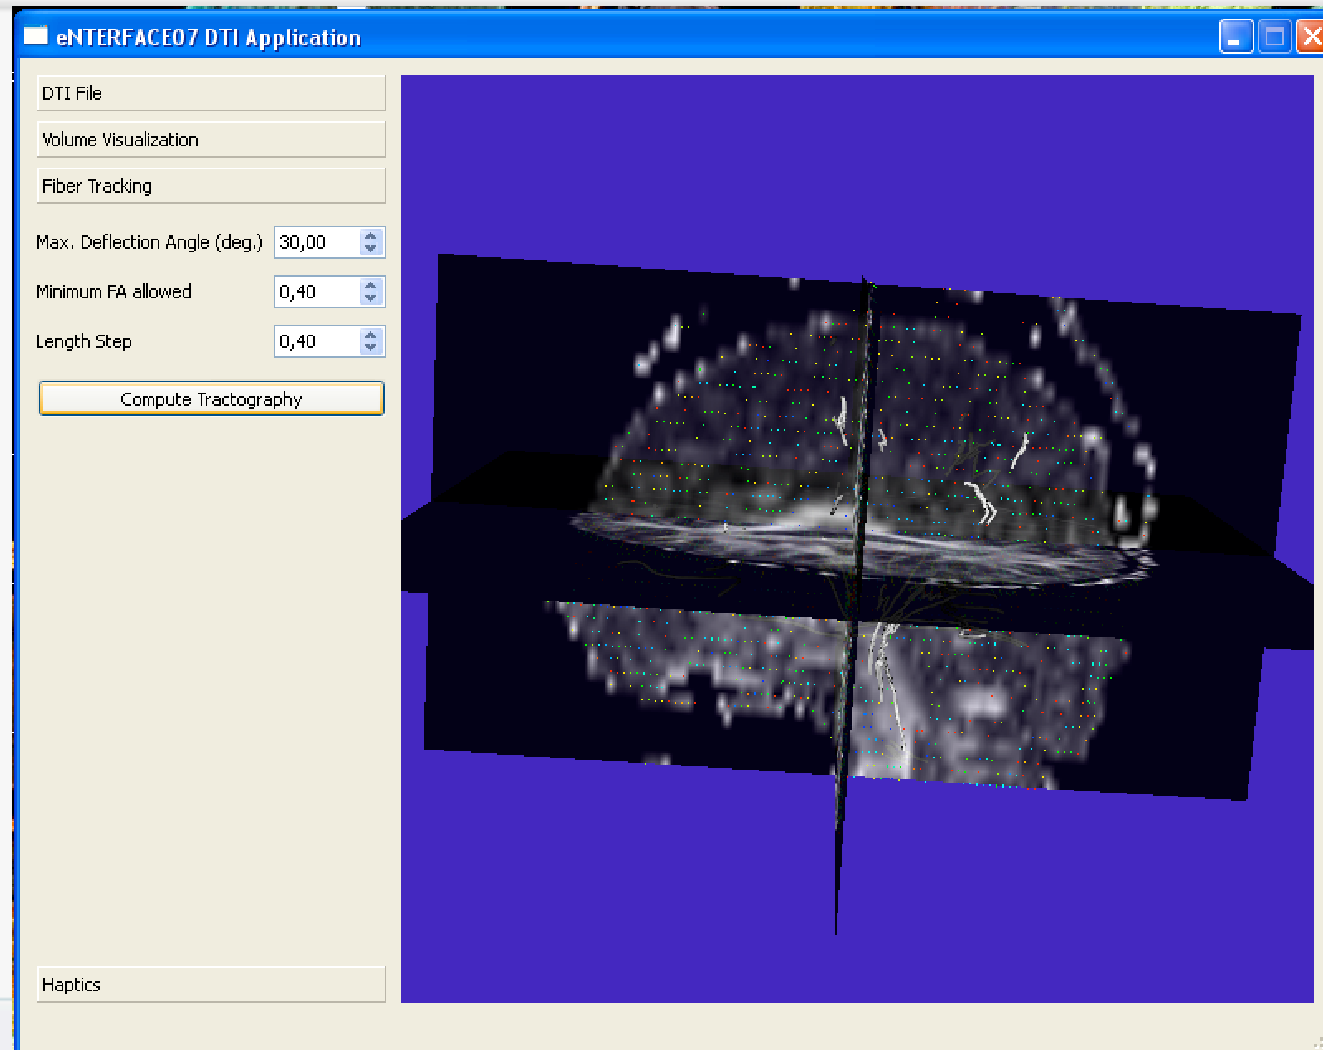 eNTERFACE07 DTI Application
DTI File
Volume Visualization
Fiber Tracking
Max. Deflection Angle (deg.) 30,00
Minimum FA allowed 0,40
Length Step 0,40
Compute Tractography
Haptics